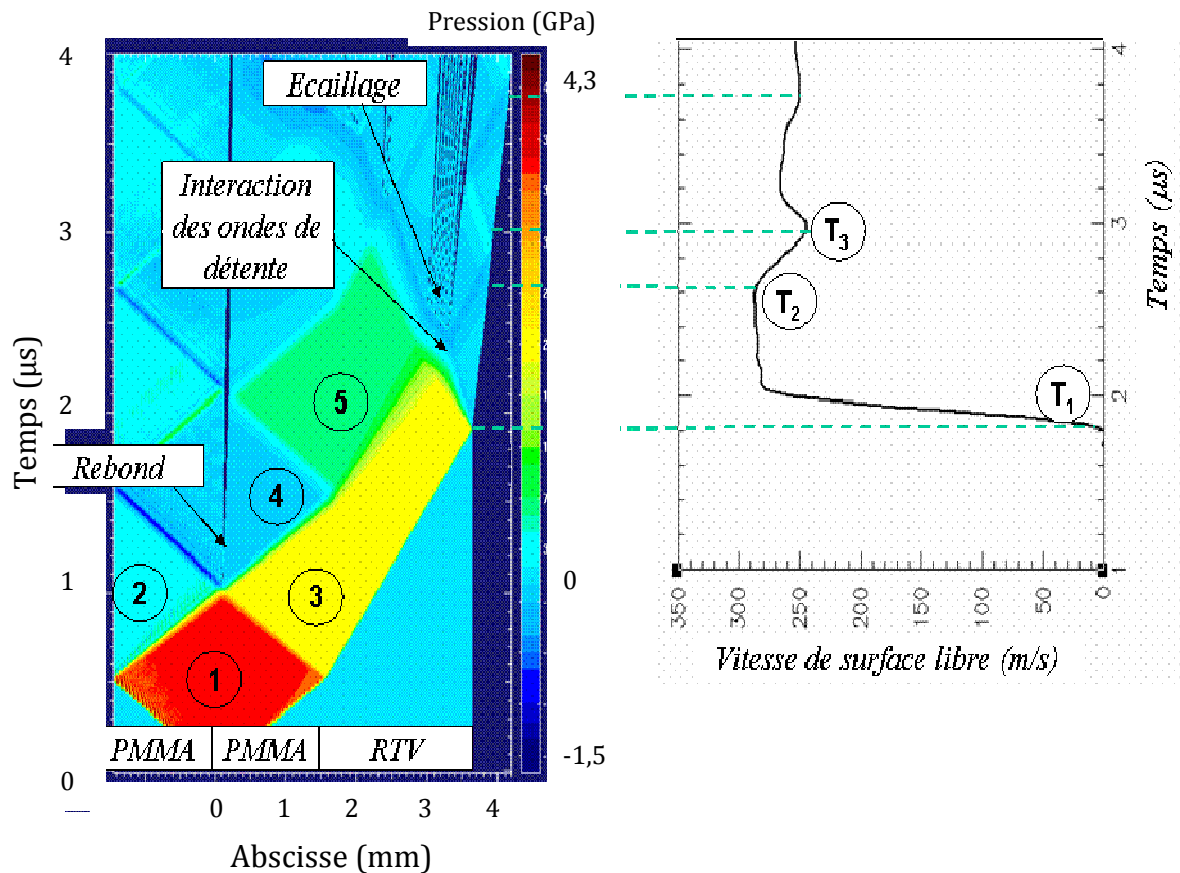 Pression (GPa)
4
4,3
Ecaillage
Interaction
des ondes de
détente
3
Temps (µs)
2
5
Rebond
4
1
2
3
0
1
PMMA
PMMA
RTV
0
-1,5
0
1
2
3
4
Abscisse (mm)
4
3
2
1
T3
T2
T1
Temps (µs)
350
300
250
200
150
100
50
0
Vitesse de surface libre (m/s)